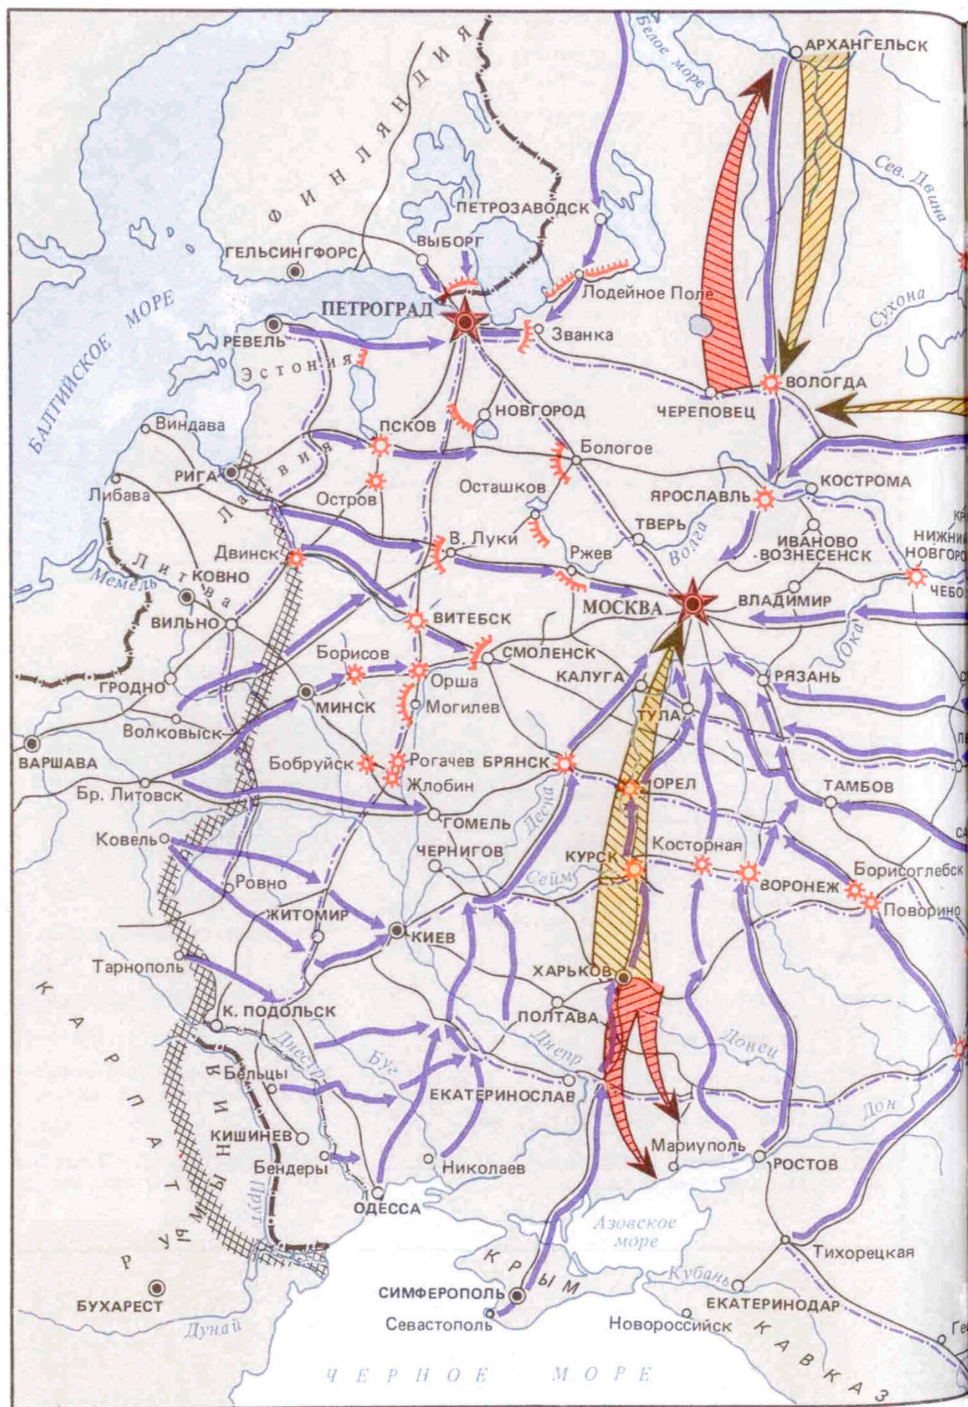 АРХАНГЕЛЬСК
Белое море
ФИНЛЯНДИЯ
Сев. Двина
ПЕТРОЗАВОДСК
ВЫБОРГ
ГЕЛЬСИНГФОРС
Лодейное Поле
Сухона
ПЕТРОГРАД
БАЛТИЙСКОЕ МОРЕ
РЕВЕЛЬ
Званка
Эстония
ВОЛОГДА
ЧЕРЕПОВЕЦ
НОВГОРОД
ПСКОВ
Виндава
Бологое
РИГА
Латвия
Либава
Остров
Осташков
ЯРОСЛАВЛЬ
КОСТРОМА
ТВЕРЬ
Волга
ИВАНОВО
-ВОЗНЕСЕНСК
НИЖНИЙ
НОВГОРО
В. Луки
Двинск
Ржев
Литва
КОВНО
Мемель
МОСКВА
ВЛАДИМИР
ЧЕБО
ВИТЕБСК
ВИЛЬНО
Ока
Борисов
СМОЛЕНСК
КАЛУГА
РЯЗАНЬ
ГРОДНО
Орша
МИНСК
Могилев
ТУЛА
Волковыск
ВАРШАВА
Бобруйск
Рогачев
БРЯНСК
Жлобин
ОРЕЛ
ТАМБОВ
Бр. Литовск
ГОМЕЛЬ
Десна
Ковель
ЧЕРНИГОВ
КУРСК
Косторная
Сейм
Борисоглебск
Ровно
ВОРОНЕЖ
ЖИТОМИР
Поворино
КИЕВ
Тарнополь
ХАРЬКОВ
К. ПОДОЛЬСК
ПОЛТАВА
Днестр
Буг
Днепр
Донец
КАРПАТЫ
Бельцы
ЕКАТЕРИНОСЛАВ
Дон
РУМЫНИЯ
КИШИНЕВ
Мариуполь
Бендеры
Николаев
РОСТОВ
Прут
ОДЕССА
Азовское
море
Тихорецкая
КРЫМ
Кубань
СИМФЕРОПОЛЬ
БУХАРЕСТ
ЕКАТЕРИНОДАР
Севастополь
Новороссийск
Дунай
КАВКАЗ
Ге
ЧЕРНОЕ МОРЕ